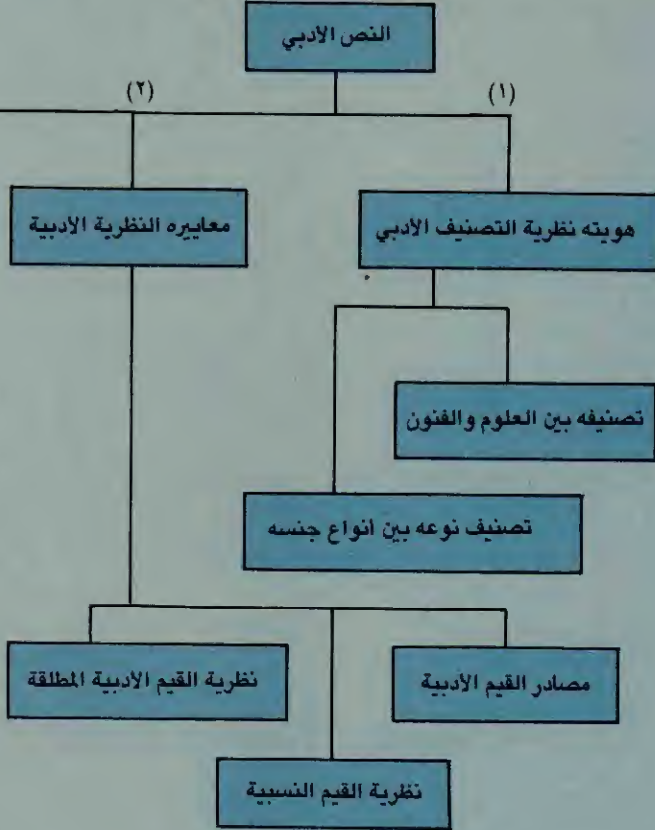 النص الادبي
(١)
(٢)
هويته نظرية التصنيف الادبي
معاييره النظرية الادبية
تصنيفه بين العلوم والفنون
تصنيف نوعه بين انواع جنسه
مصادر القيم الأدبية
نظرية القيم الأدبية المطلقة
نظرية القيم النسبية